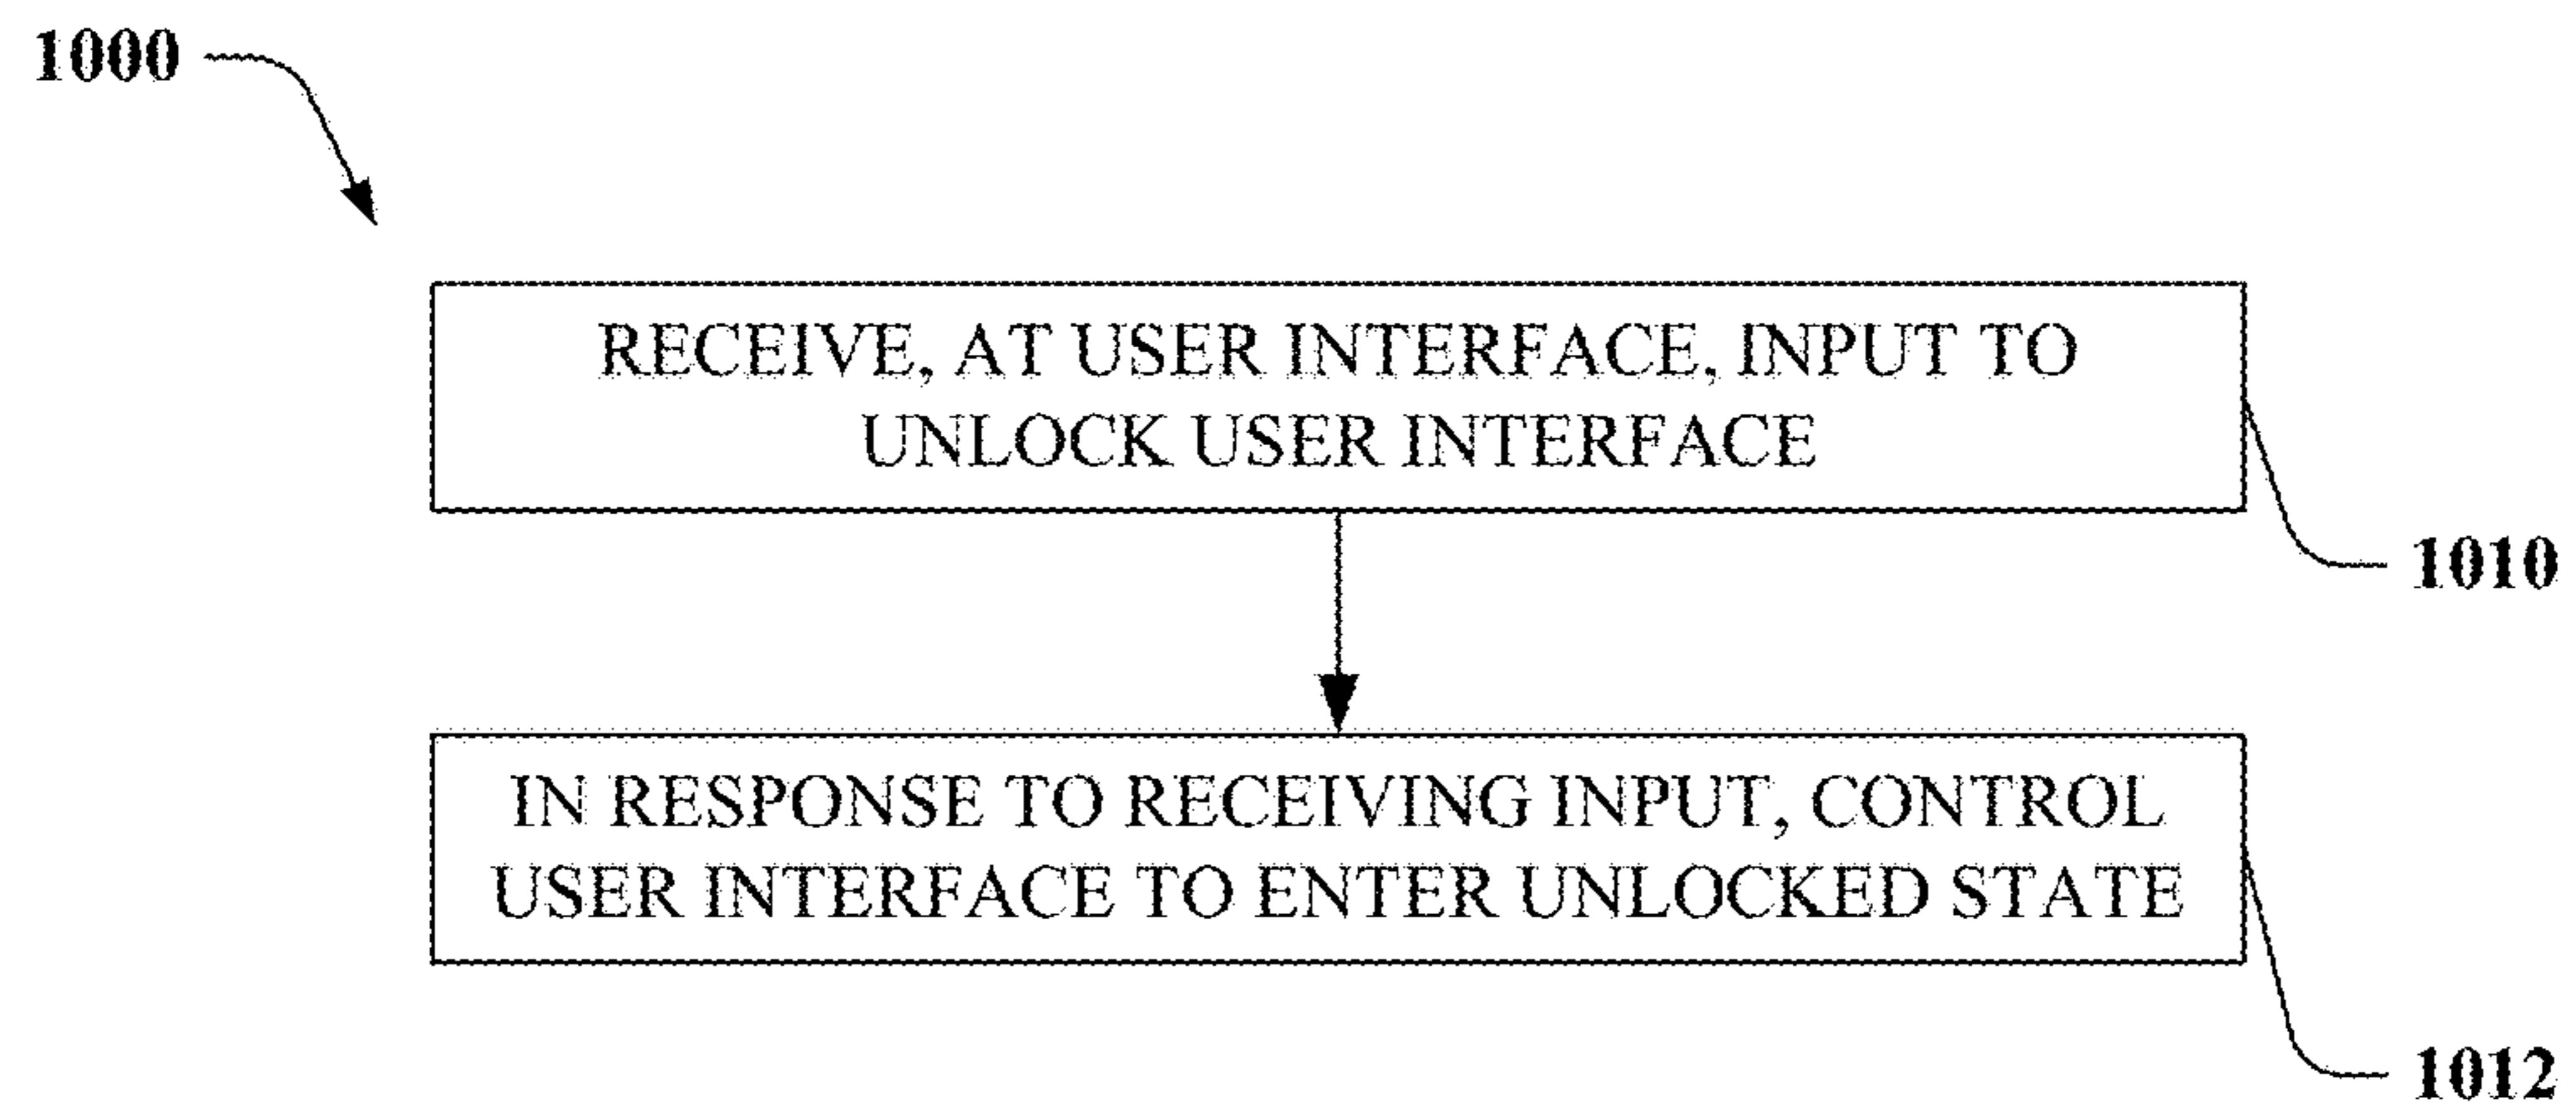 1000
RECEIVE, AT USER INTERFACE, INPUT TO
UNLOCK USER INTERFACE
1010
IN RESPONSE TO RECEIVING INPUT, CONTROL
USER INTERFACE TO ENTER UNLOCKED STATE
1012